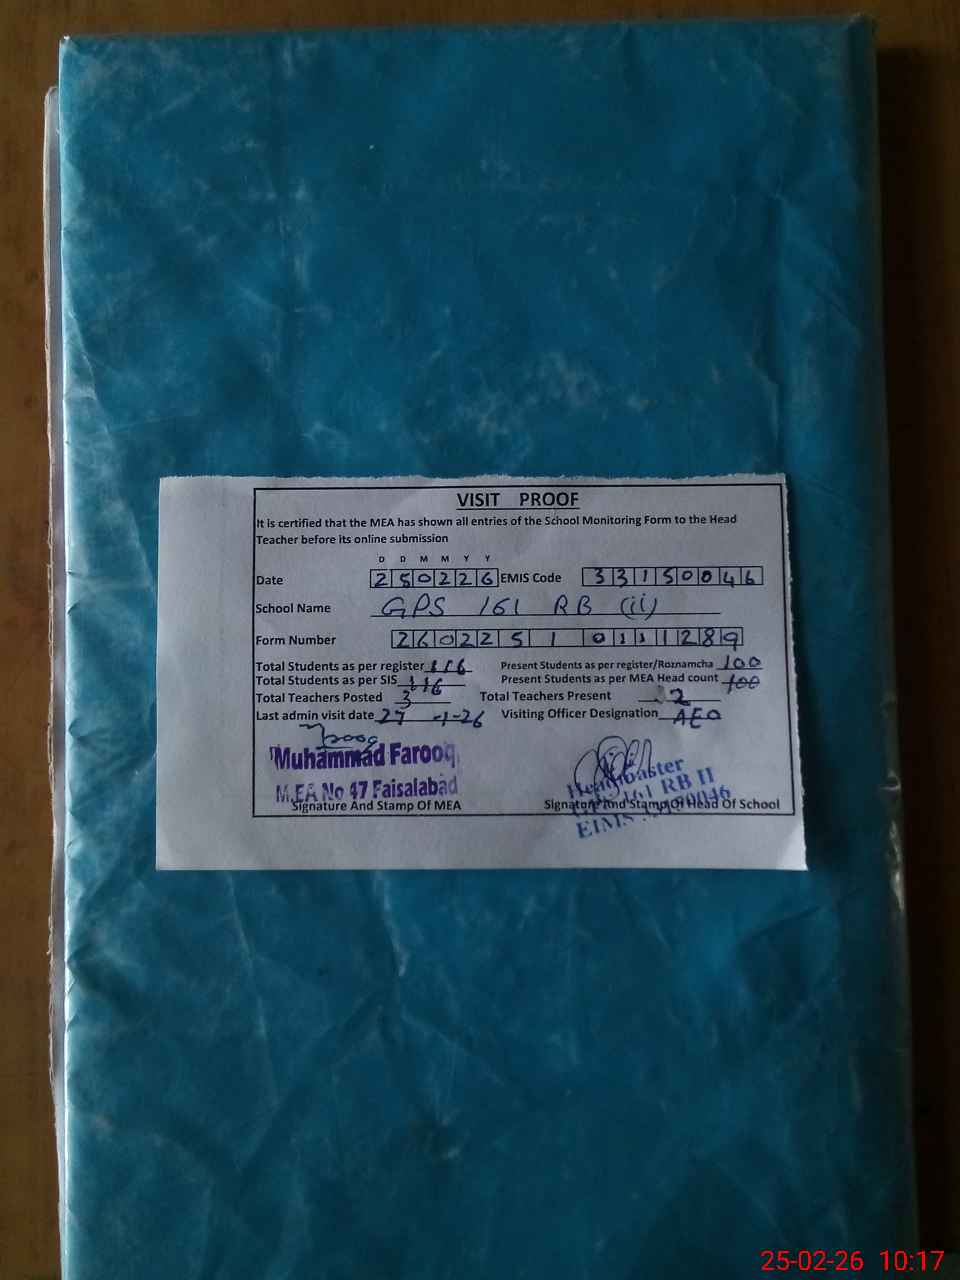 VISIT PROOF
It is certified that the MEA has shown all entries of the School Monitoring Form to the Head
Teacher before its online submission
D D M M Y Y
Date 250226 EMIS Code 33150046
School Name GPS 161 RB (ii)
Form Number 2602251 0111289
Total Students as per register 116 Present Students as per register/Roznamcha 100
Total Students as per SIS 116 Present Students as per MEA Head count 100
Total Teachers Posted 3 Total Teachers Present 2
Last admin visit date 27-1-26 Visiting Officer Designation AEO
Muhammad Farooq
M.EA No 47 Faisalabad
Signature And Stamp Of MEA
Headmaster
161 RB II
Signature And Stamp Of Head Of School
25-02-26 10:17